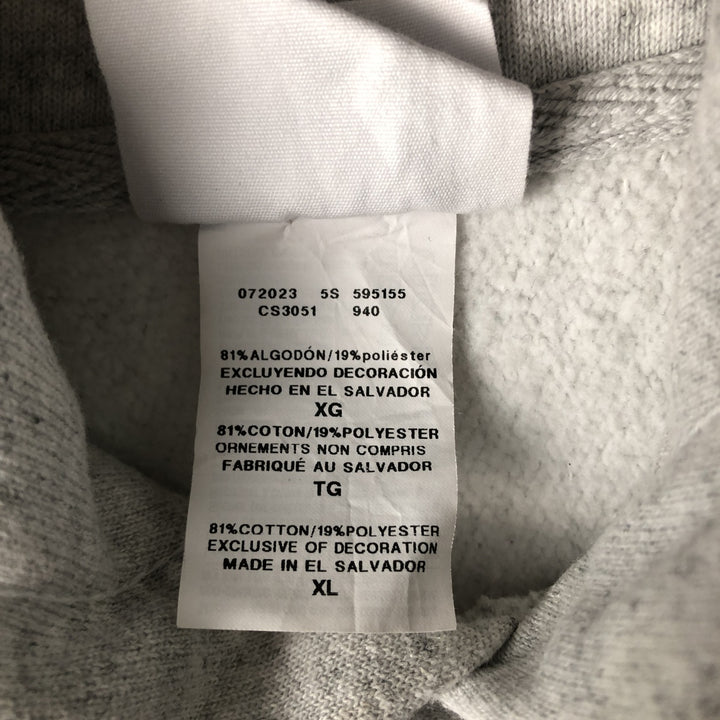 072023 5S 595155
CS3051 940
81%ALGODÓN/19%poliéster
EXCLUYENDO DECORACIÓN
HECHO EN EL SALVADOR
XG
81%COTON/19%POLYESTER
ORNEMENTS NON COMPRIS
FABRIQUÉ AU SALVADOR
TG
81%COTTON/19%POLYESTER
EXCLUSIVE OF DECORATION
MADE IN EL SALVADOR
XL